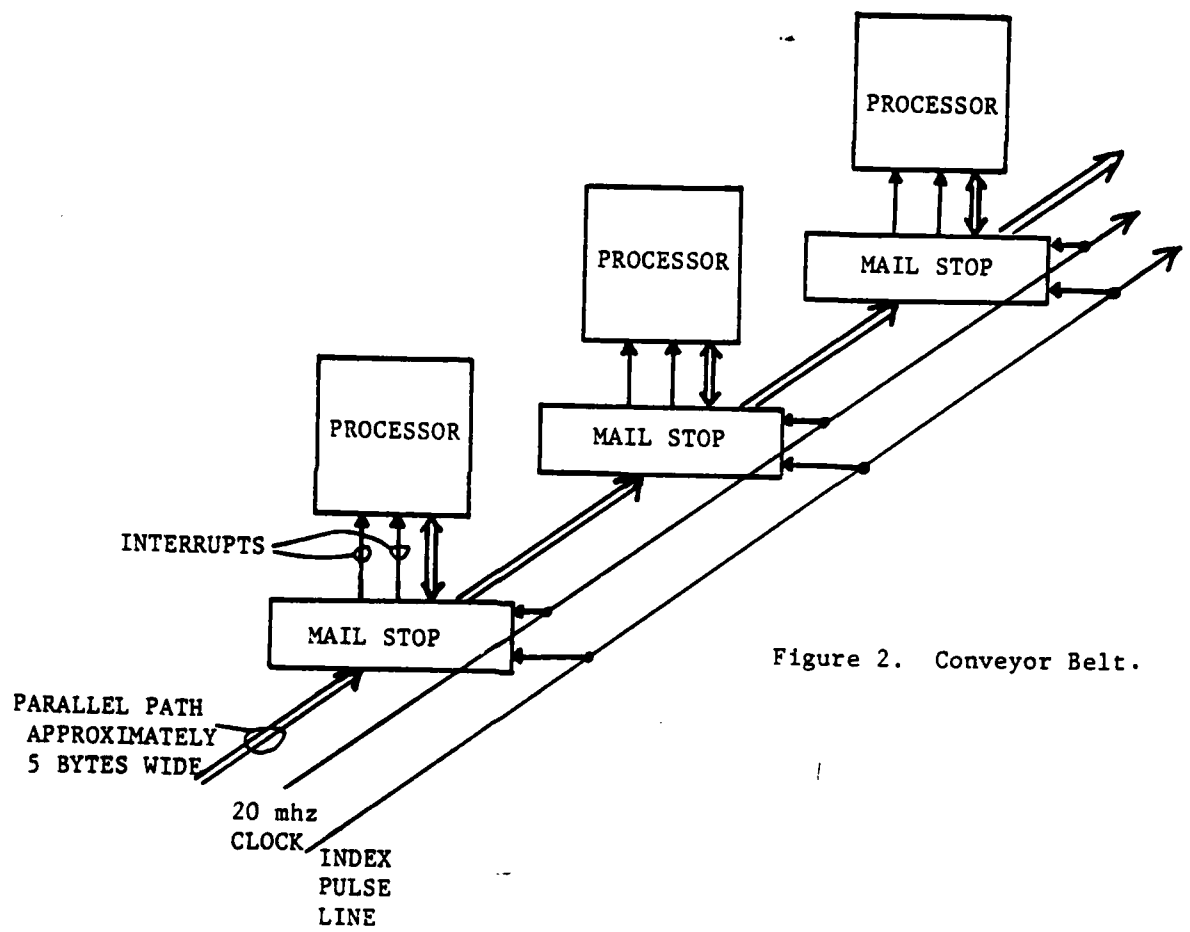 PROCESSOR
MAIL STOP
PROCESSOR
MAIL STOP
PROCESSOR
INTERRUPTS
MAIL STOP
Figure 2. Conveyor Belt.
PARALLEL PATH
APPROXIMATELY
5 BYTES WIDE
20 mhz
CLOCK
INDEX
PULSE
LINE